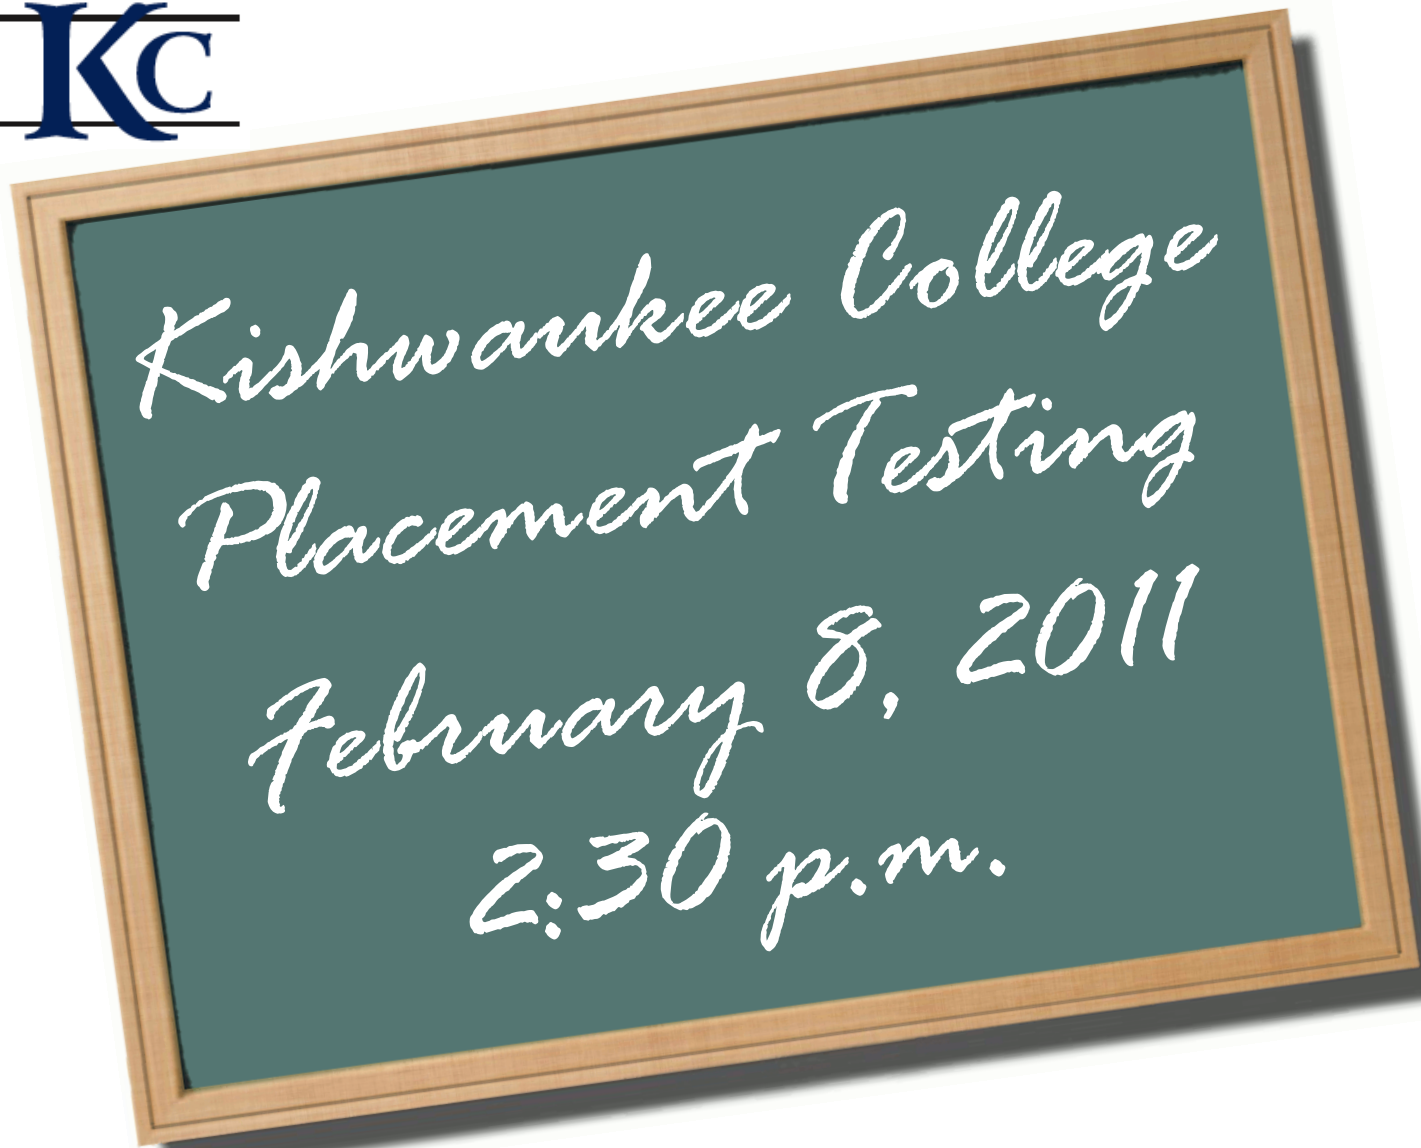 KC
Kishwaukee College
Placement Testing
February 8, 2011
2:30 p.m.